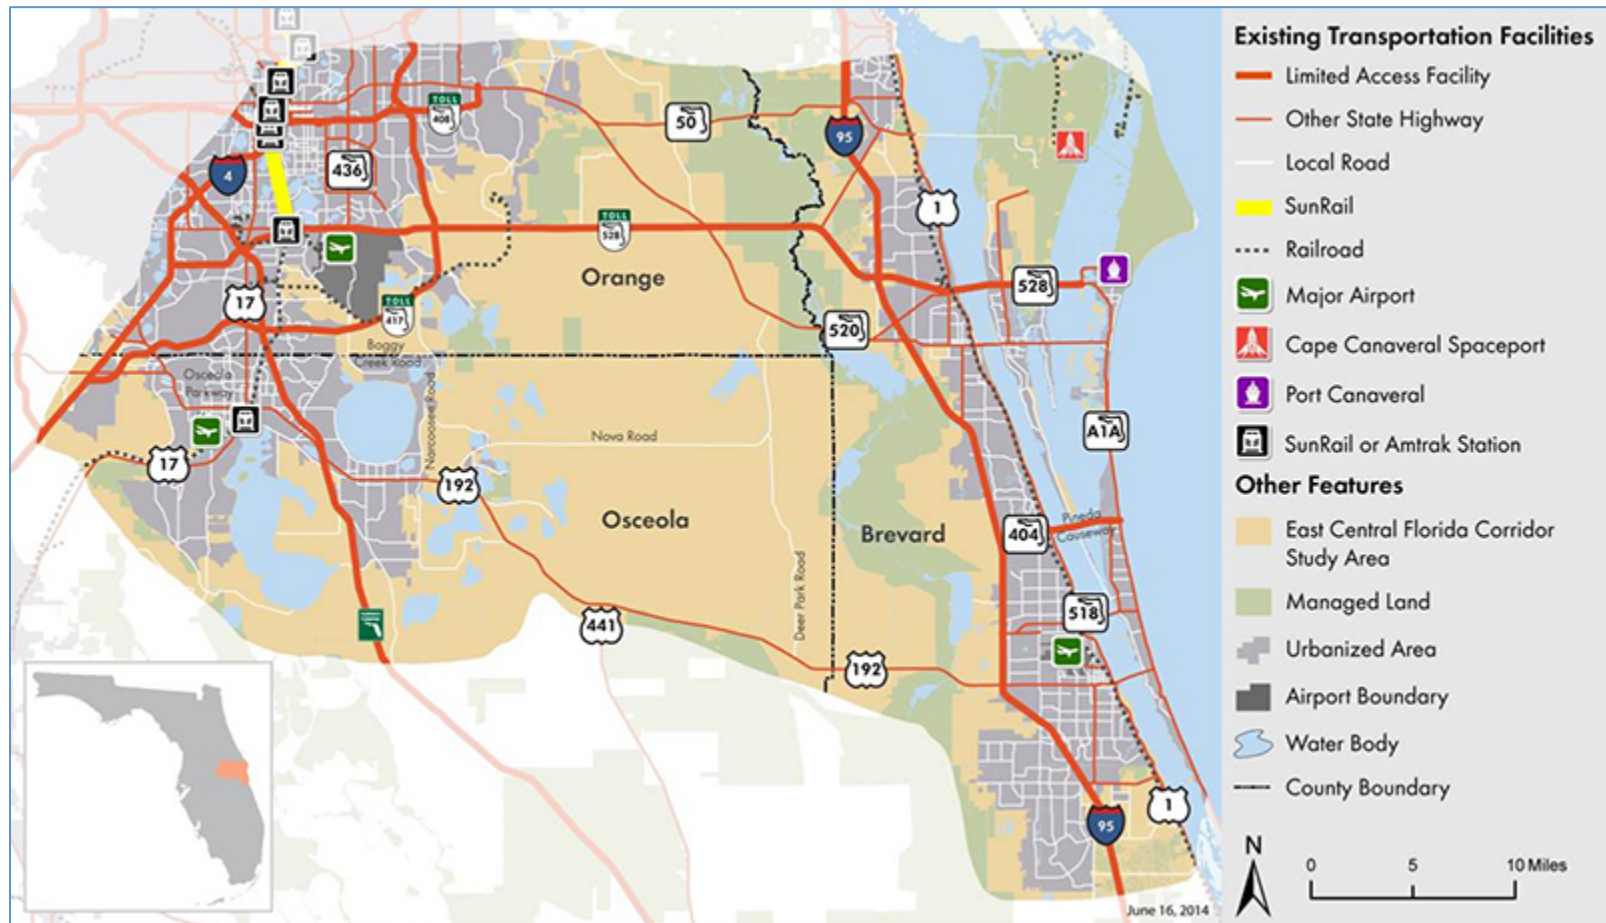 TOLL
408
50
95
436
4
1
TOLL
528
Orange
528
17
TOLL
417
520
Boggy
Creek Road
Osceola
Parkway
Narcoossee Road
A1A
Nova Road
17
192
Osceola
Brevard
404
Pineda
Causeway
Deer Park Road
518
441
192
1
95
June 16, 2014
Existing Transportation Facilities
Limited Access Facility
Other State Highway
Local Road
SunRail
Railroad
Major Airport
Cape Canaveral Spaceport
Port Canaveral
SunRail or Amtrak Station
Other Features
East Central Florida Corridor
Study Area
Managed Land
Urbanized Area
Airport Boundary
Water Body
County Boundary
N
0 5 10 Miles